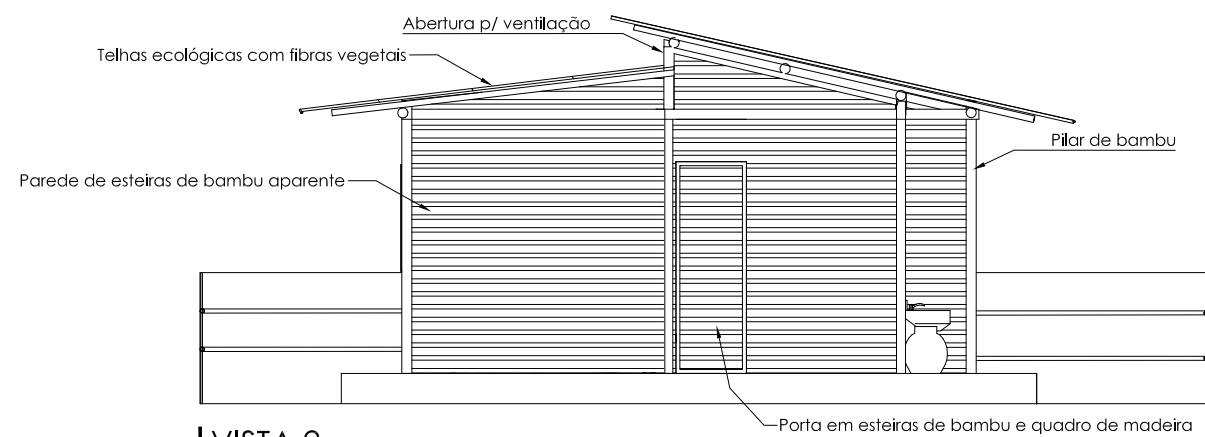 Abertura p/ ventilação
Telhas ecológicas com fibras vegetais
Pilar de bambu
Parede de esteiras de bambu aparente
Porta em esteiras de bambu e quadro de madeira
VISTA